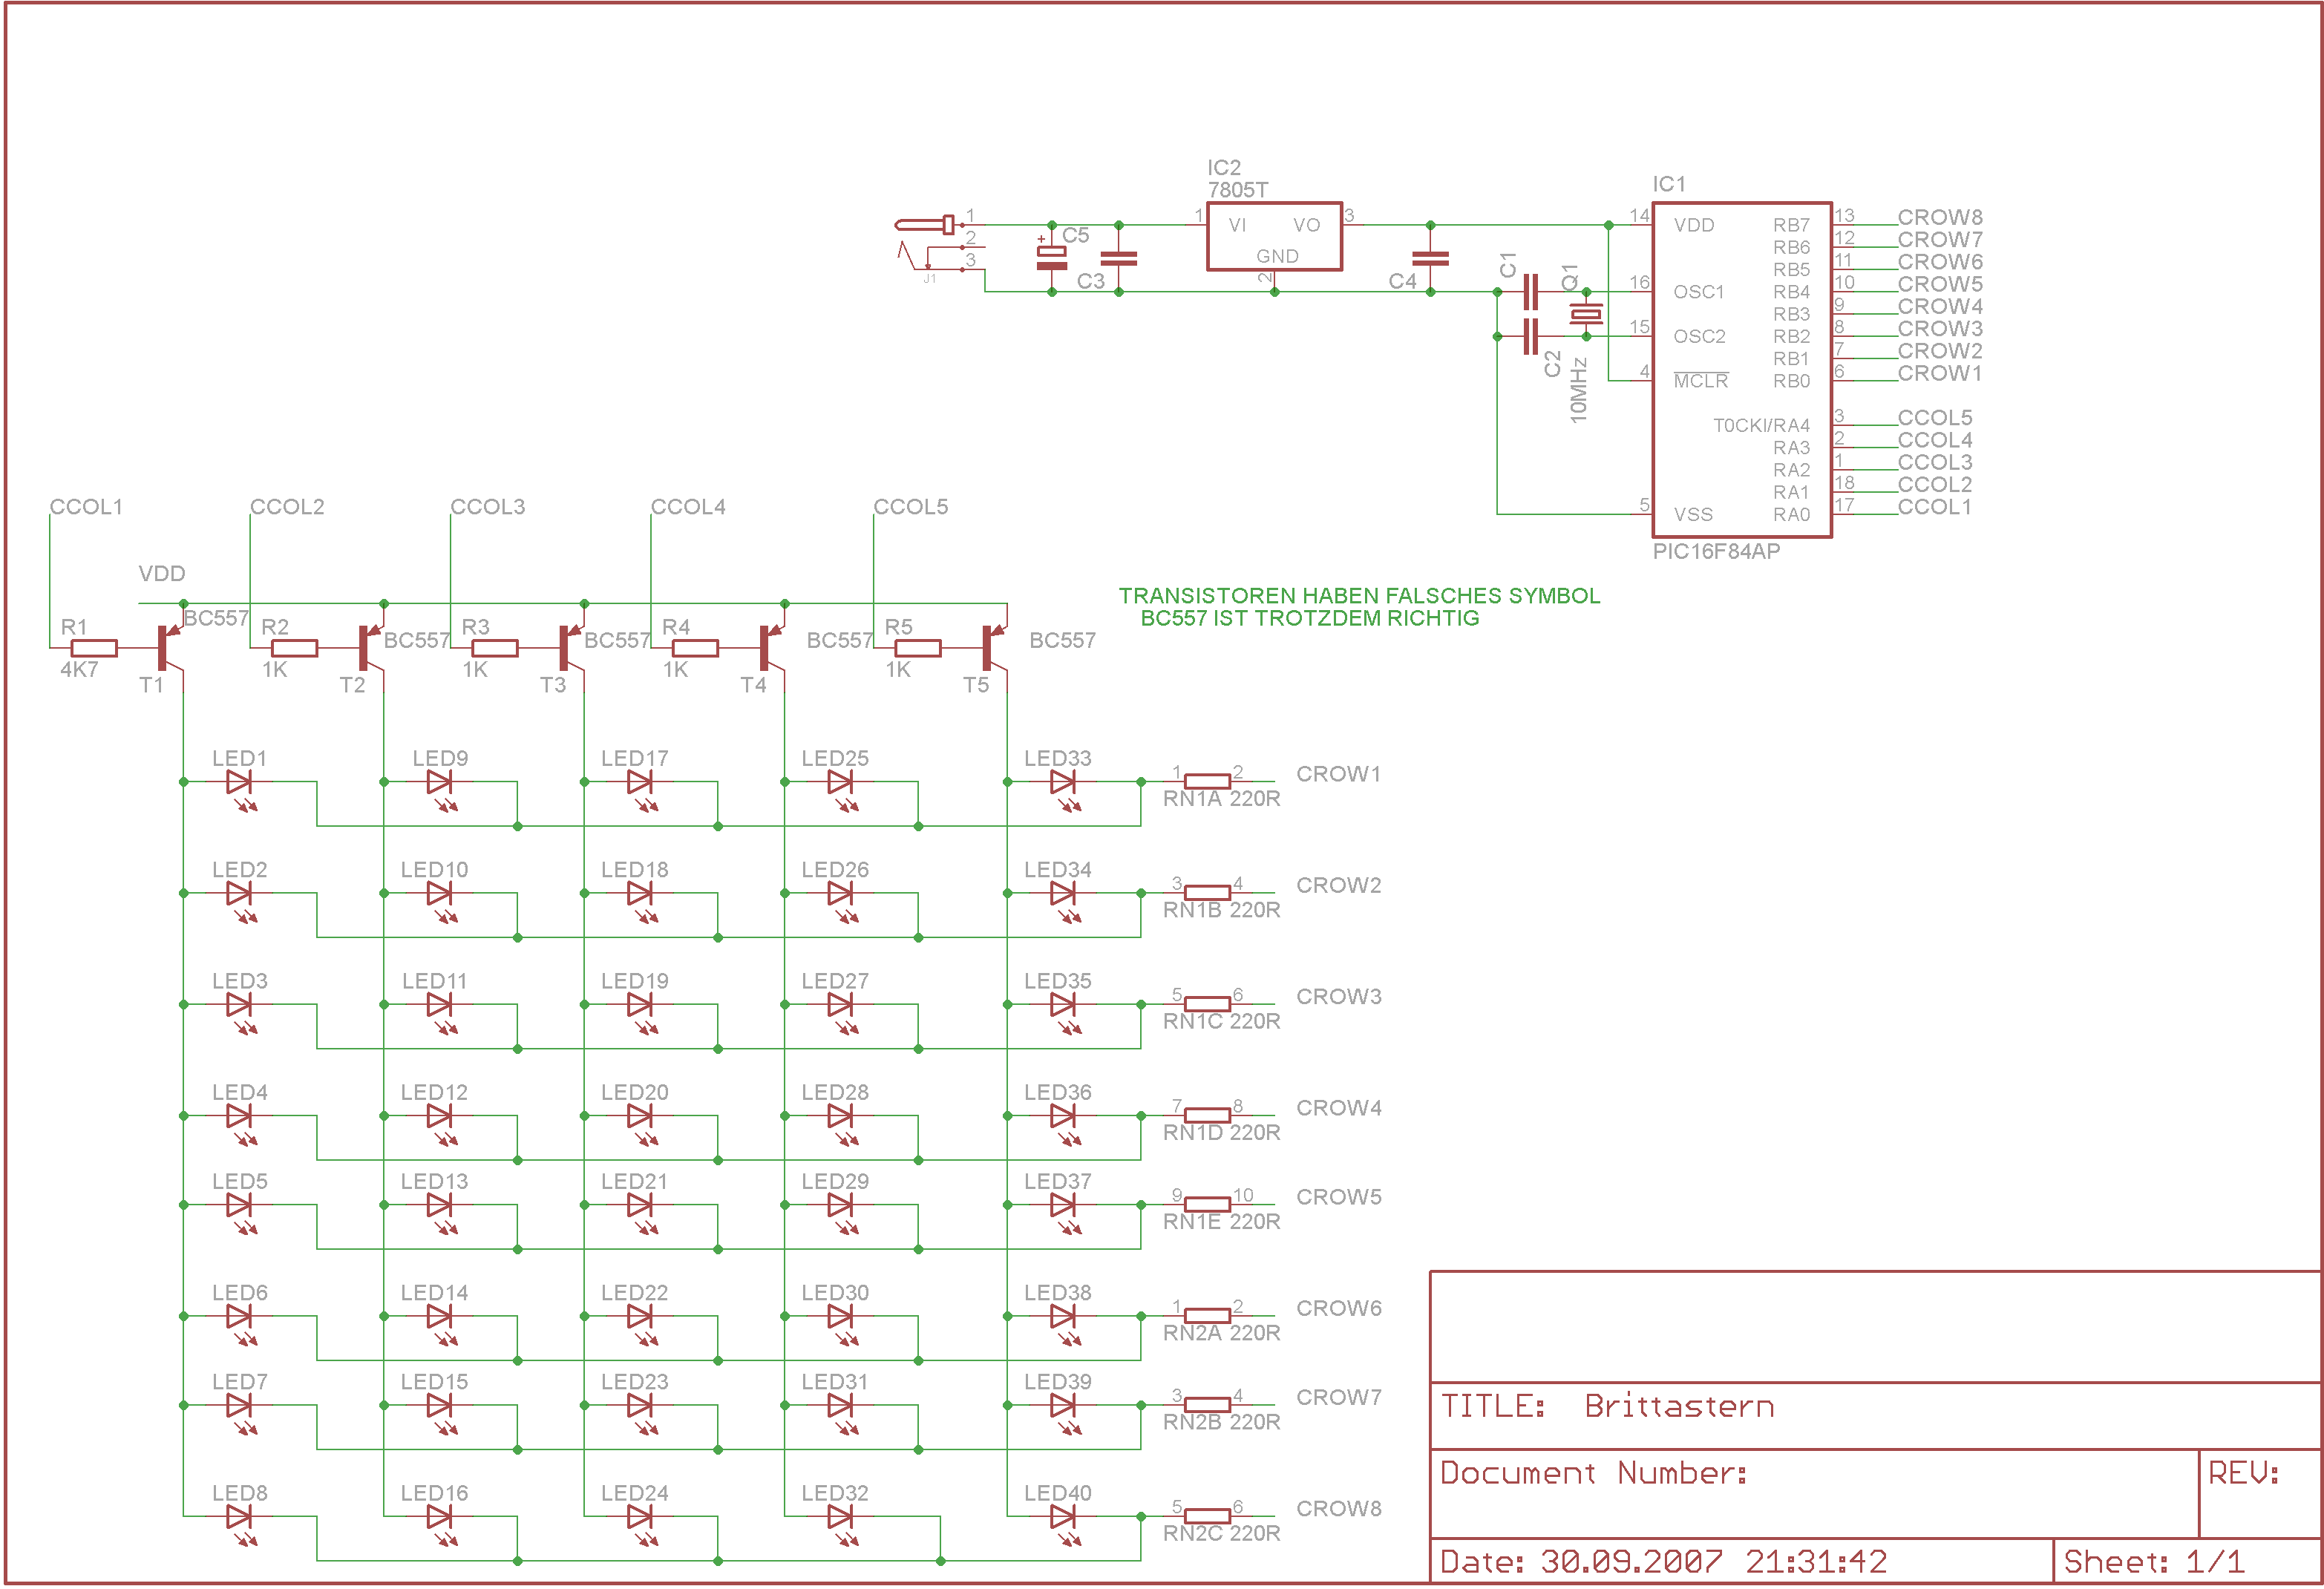 IC2
7805T
1
VI
VO
3
GND
2
1
2
3
J1
+
C5
C3
C4
C1
Q1
C2
10MHz
IC1
14
VDD
RB7
13
CROW8
RB6
12
CROW7
RB5
11
CROW6
16
OSC1
RB4
10
CROW5
RB3
9
CROW4
15
OSC2
RB2
8
CROW3
RB1
7
CROW2
4
MCLR
RB0
6
CROW1
T0CKI/RA4
3
CCOL5
RA3
2
CCOL4
RA2
1
CCOL3
RA1
18
CCOL2
5
VSS
RA0
17
CCOL1
PIC16F84AP
CCOL1
CCOL2
CCOL3
CCOL4
CCOL5
VDD
TRANSISTOREN HABEN FALSCHES SYMBOL
BC557 IST TROTZDEM RICHTIG
R1
4K7
BC557
T1
R2
1K
BC557
T2
R3
1K
BC557
T3
R4
1K
BC557
T4
R5
1K
BC557
T5
LED1
LED9
LED17
LED25
LED33
1
2
CROW1
RN1A 220R
LED2
LED10
LED18
LED26
LED34
3
4
CROW2
RN1B 220R
LED3
LED11
LED19
LED27
LED35
5
6
CROW3
RN1C 220R
LED4
LED12
LED20
LED28
LED36
7
8
CROW4
RN1D 220R
LED5
LED13
LED21
LED29
LED37
9
10
CROW5
RN1E 220R
LED6
LED14
LED22
LED30
LED38
1
2
CROW6
RN2A 220R
LED7
LED15
LED23
LED31
LED39
3
4
CROW7
RN2B 220R
LED8
LED16
LED24
LED32
LED40
5
6
CROW8
RN2C 220R
TITLE: Brittastern
Document Number:
REV:
Date: 30.09.2007 21:31:42
Sheet: 1/1